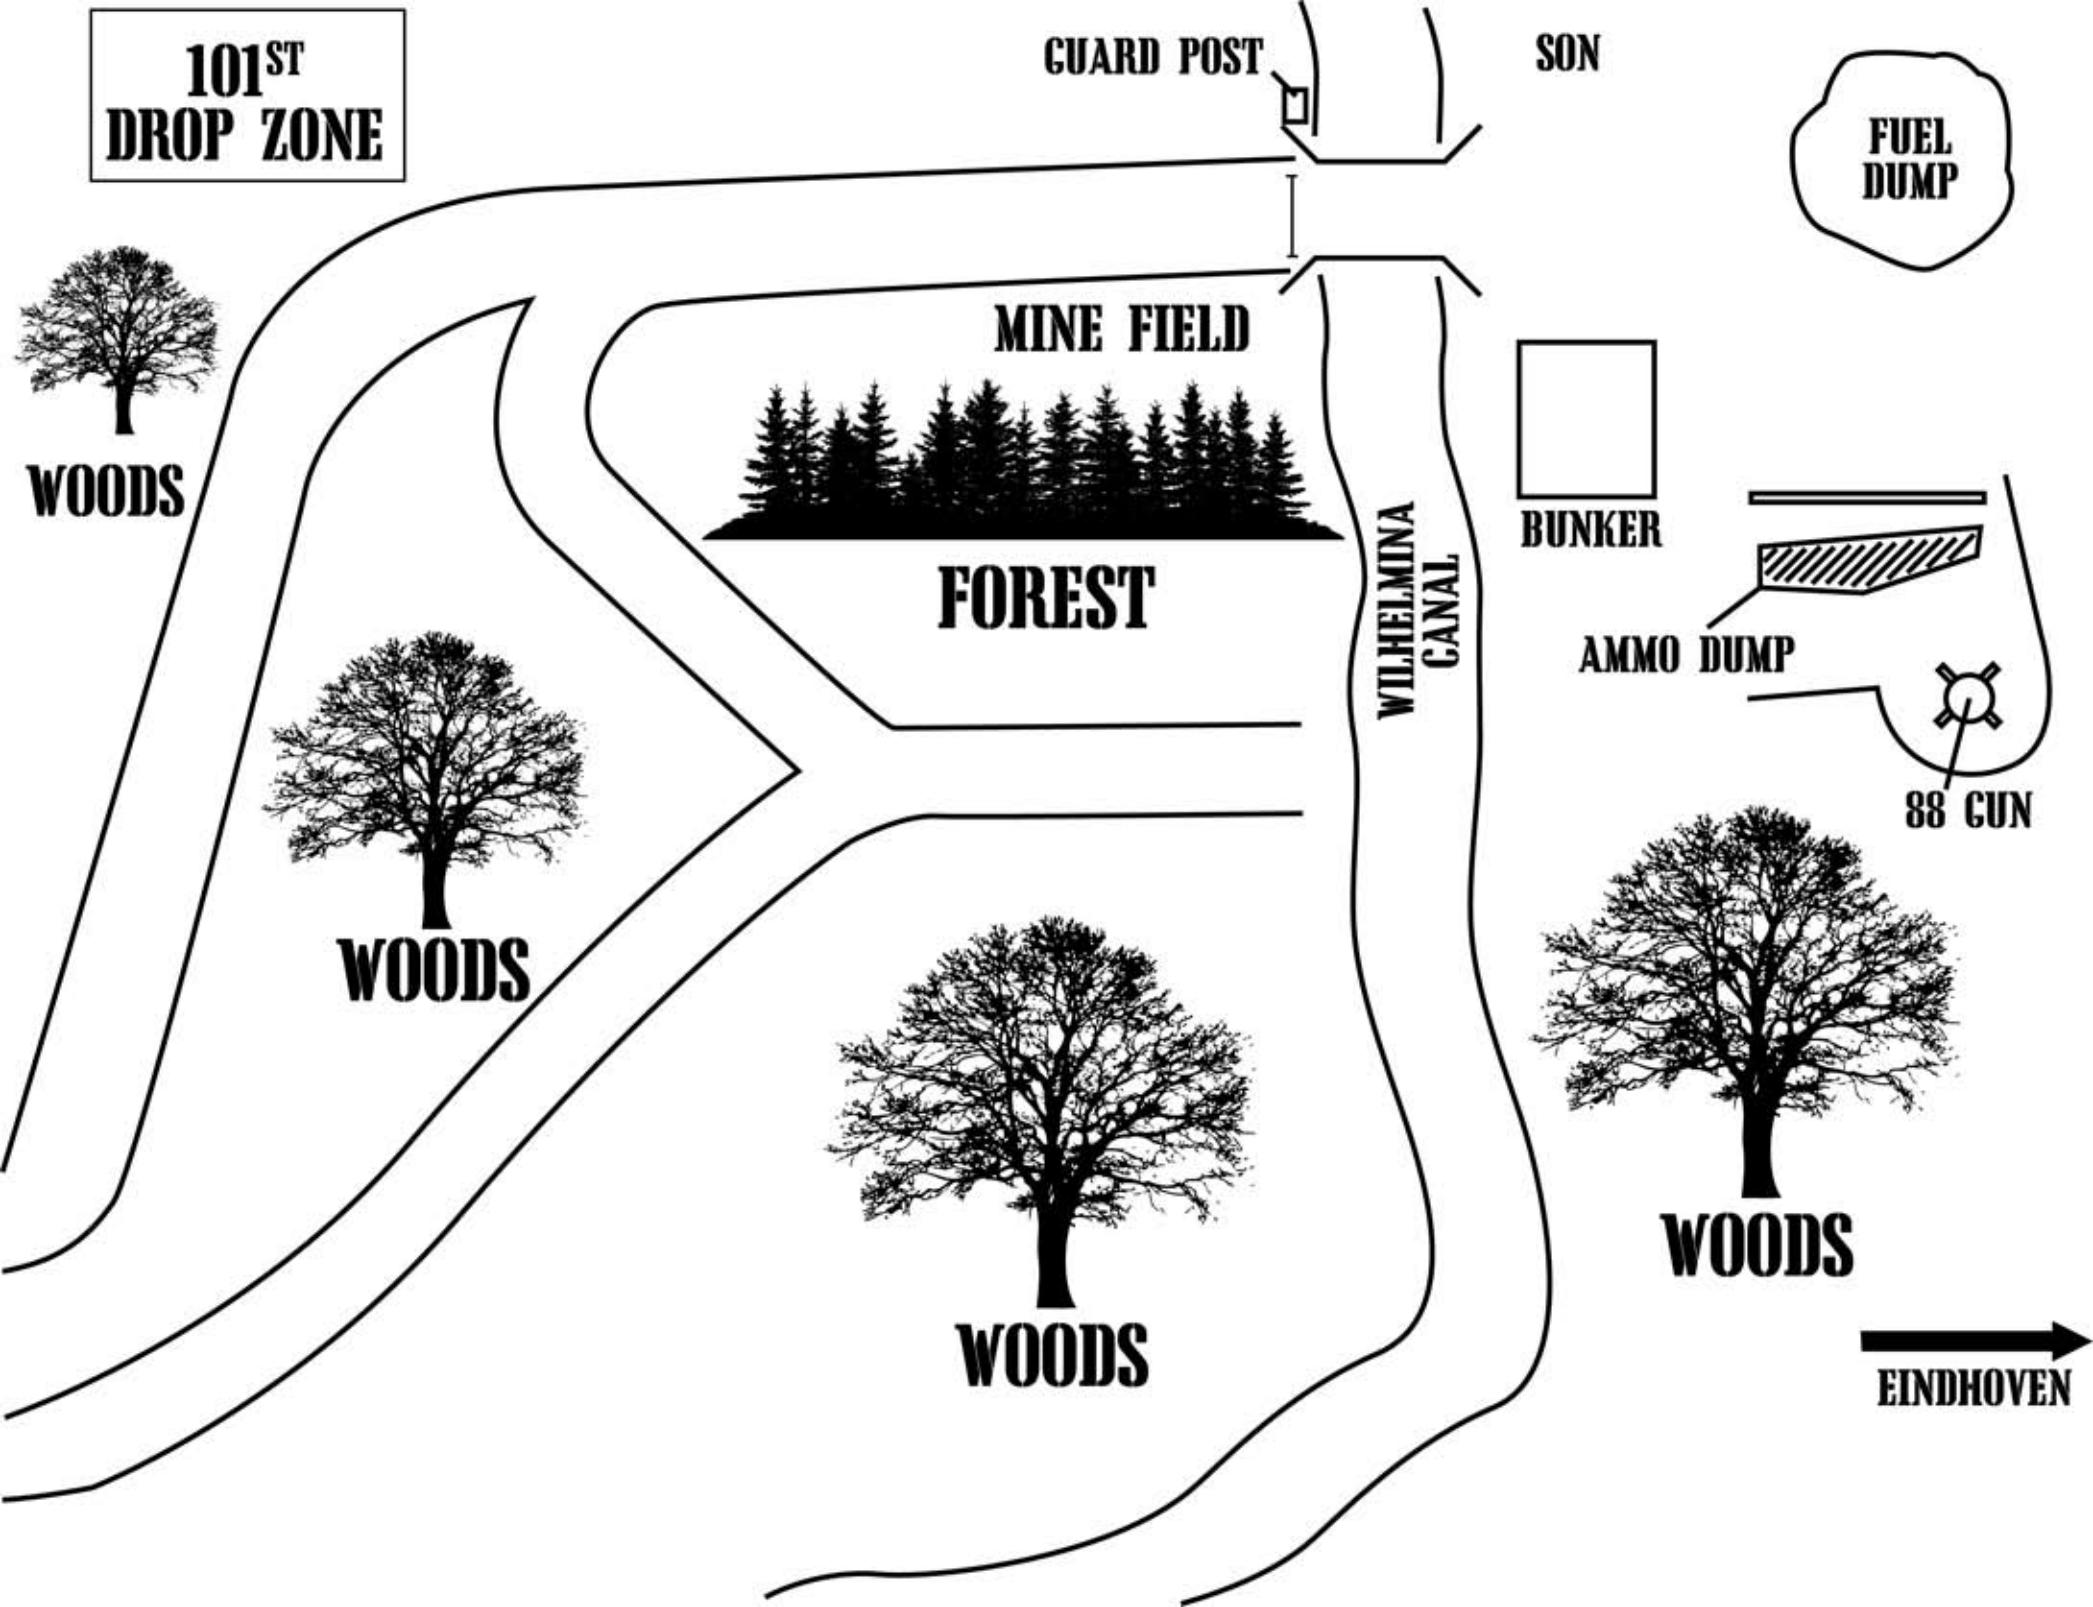 101ST
DROP ZONE
GUARD POST
SON
FUEL
DUMP
MINE FIELD
WOODS
BUNKER
WILHELMINA
CANAL
FOREST
AMMO DUMP
88 GUN
WOODS
WOODS
WOODS
EINDHOVEN